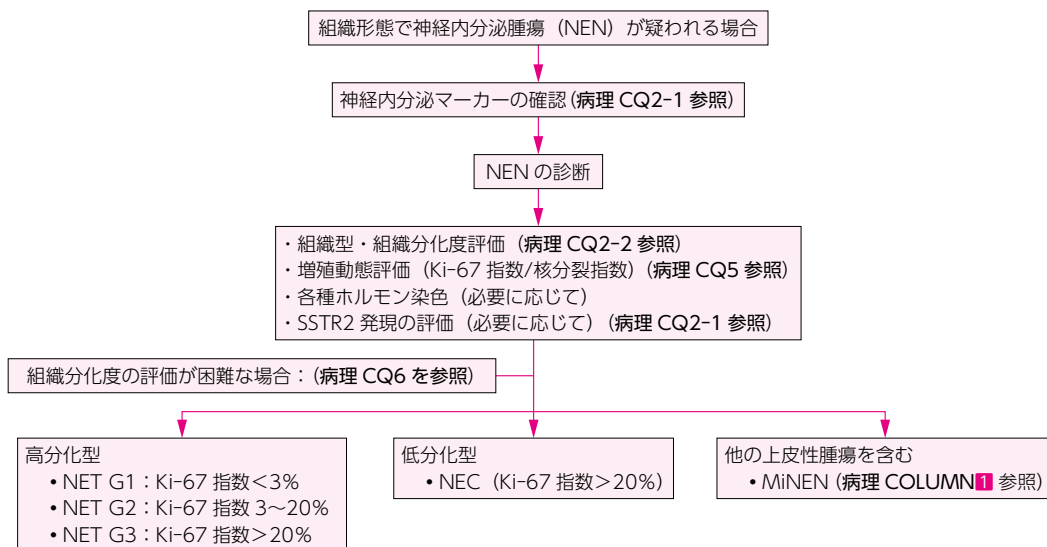 組織形態で神経内分泌腫瘍（NEN）が疑われる場合
神経内分泌マーカーの確認（病理 CQ2-1 参照）
NEN の診断
・組織型・組織分化度評価（病理 CQ2-2 参照）
・増殖動態評価（Ki-67 指数/核分裂指数）（病理 CQ5 参照）
・各種ホルモン染色（必要に応じて）
・SSTR2 発現の評価（必要に応じて）（病理 CQ2-1 参照）
組織分化度の評価が困難な場合：（病理 CQ6 を参照）
高分化型
• NET G1：Ki-67 指数＜3%
• NET G2：Ki-67 指数 3〜20%
• NET G3：Ki-67 指数＞20%
低分化型
• NEC（Ki-67 指数＞20%）
他の上皮性腫瘍を含む
• MiNEN（病理 COLUMN 1 参照）